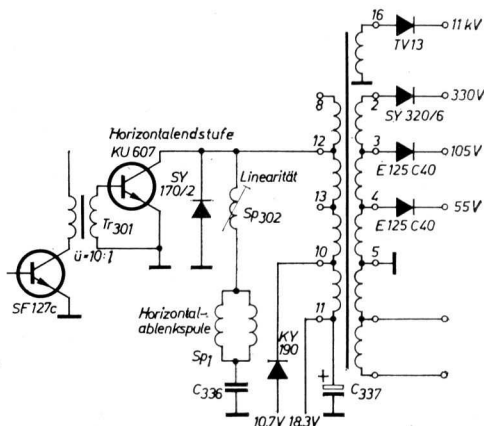 16
TV13
11 kV
8
2
SY 320/6
330V
Horizontalendstufe
KU 607
12
3
E 125 C40
105V
SY
170/2
Linearität
Sp302
13
4
E 125 C40
55V
Tr301
ü=10:1
10
5
SF 127c
Horizontal-
ablenkspule
Sp1
11
KY
190
C336
+
C337
10.7V 18.3V